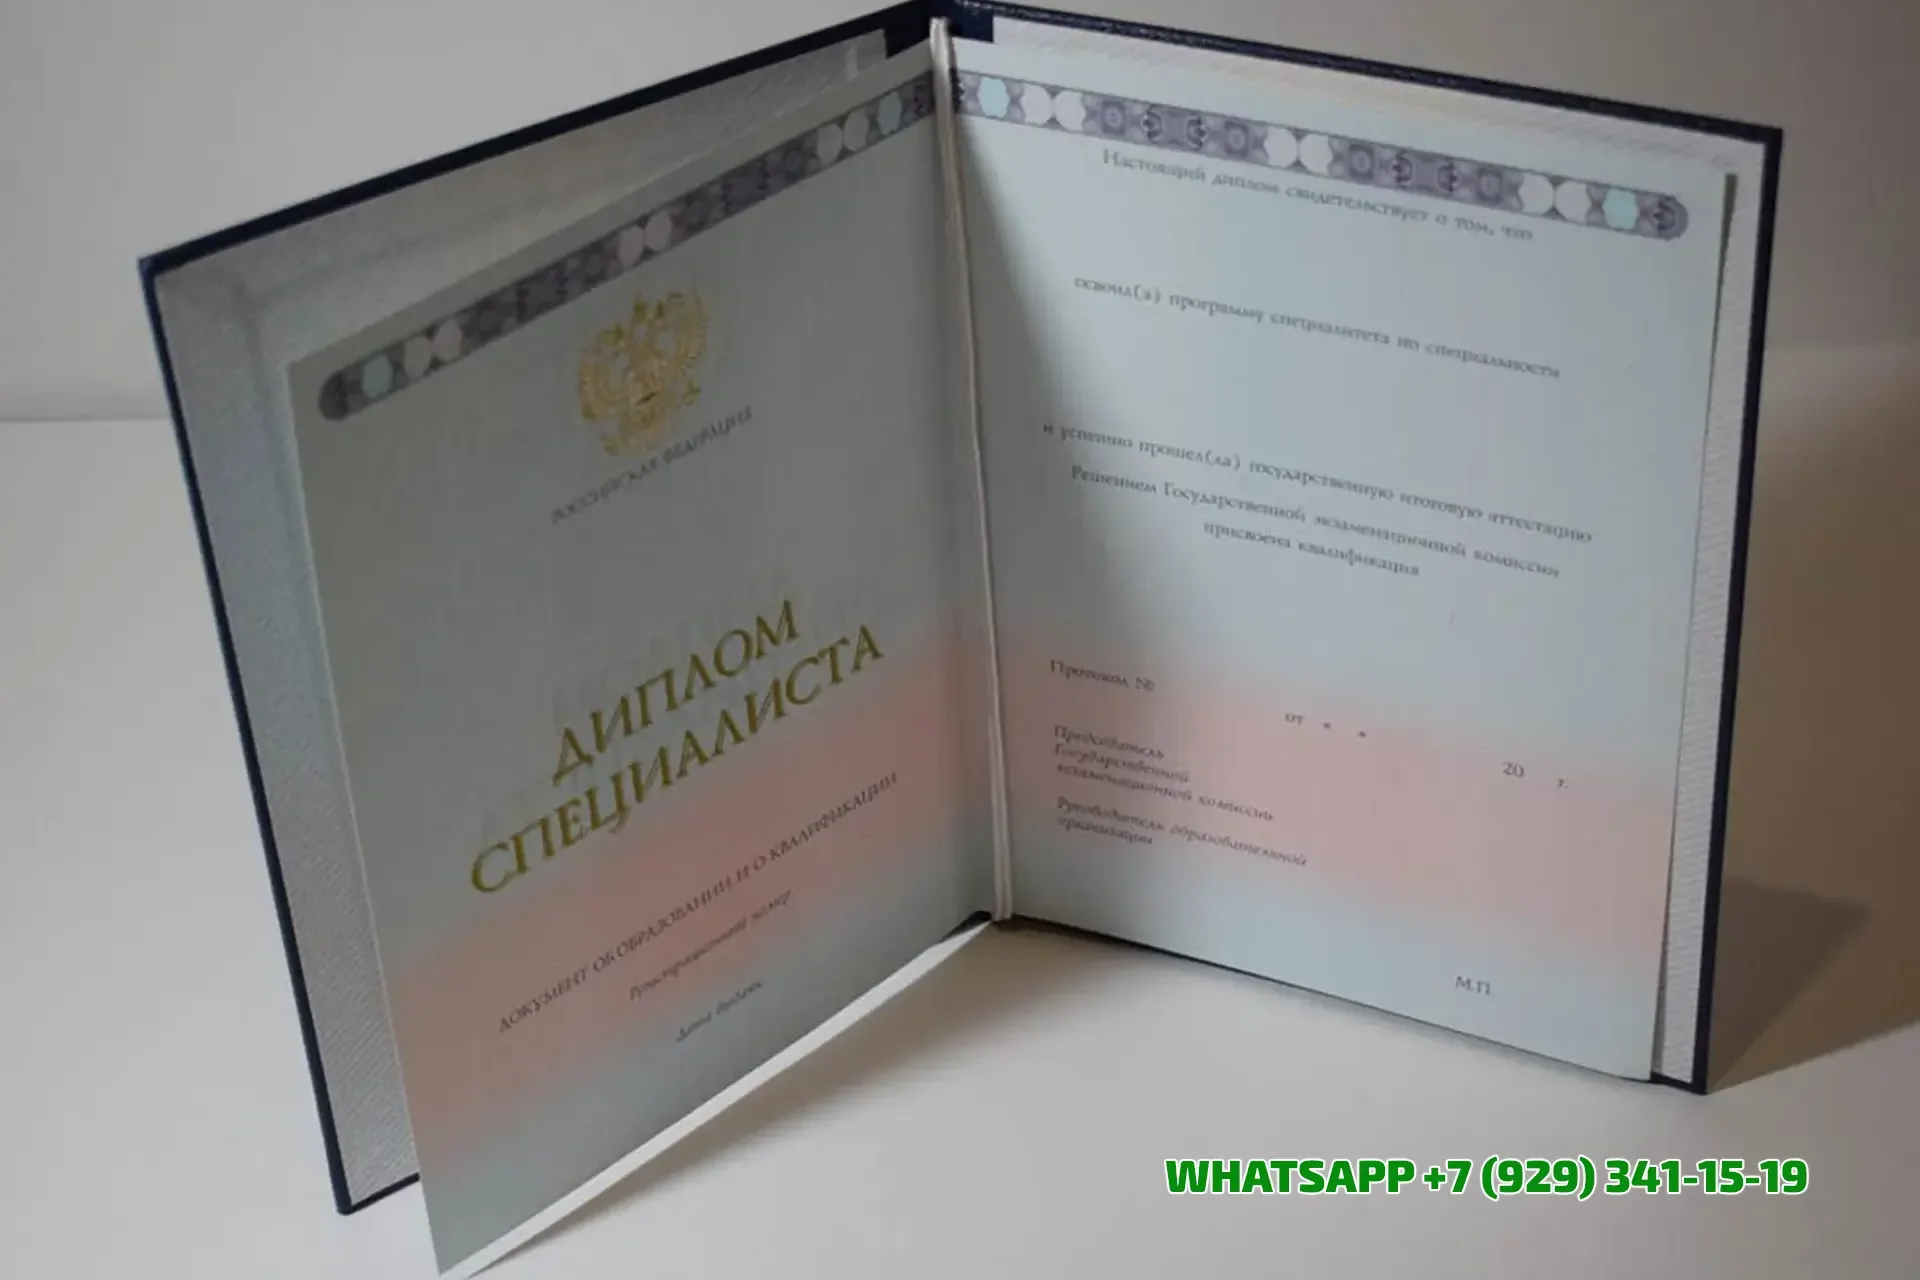 РОССИЙСКАЯ ФЕДЕРАЦИЯ
ДИПЛОМ
СПЕЦИАЛИСТА
ДОКУМЕНТ ОБ ОБРАЗОВАНИИ И О КВАЛИФИКАЦИИ
Регистрационный номер
Дата выдачи
Настоящий диплом свидетельствует о том, что
освоил(а) программу специалитета по специальности
и успешно прошел(ла) государственную итоговую аттестацию
Решением Государственной экзаменационной комиссии
присвоена квалификация
Протокол №
от « »
20 г.
Председатель
Государственной
экзаменационной комиссии
Руководитель образовательной
организации
М.П.
WHATSAPP +7 (929) 341-15-19